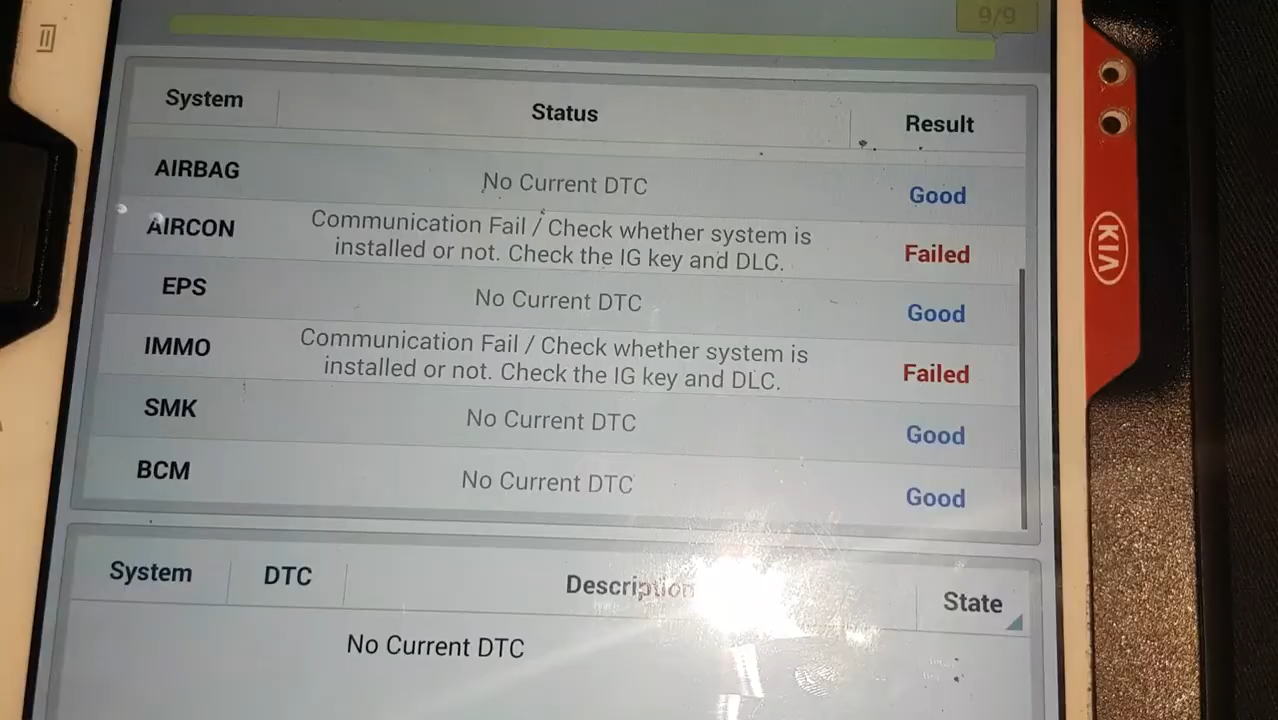 9/9
System Status Result
AIRBAG No Current DTC Good
AIRCON Communication Fail / Check whether system is installed or not. Check the IG key and DLC. Failed
EPS No Current DTC Good
IMMO Communication Fail / Check whether system is installed or not. Check the IG key and DLC. Failed
SMK No Current DTC Good
BCM No Current DTC Good
System DTC Description State
No Current DTC
KIA